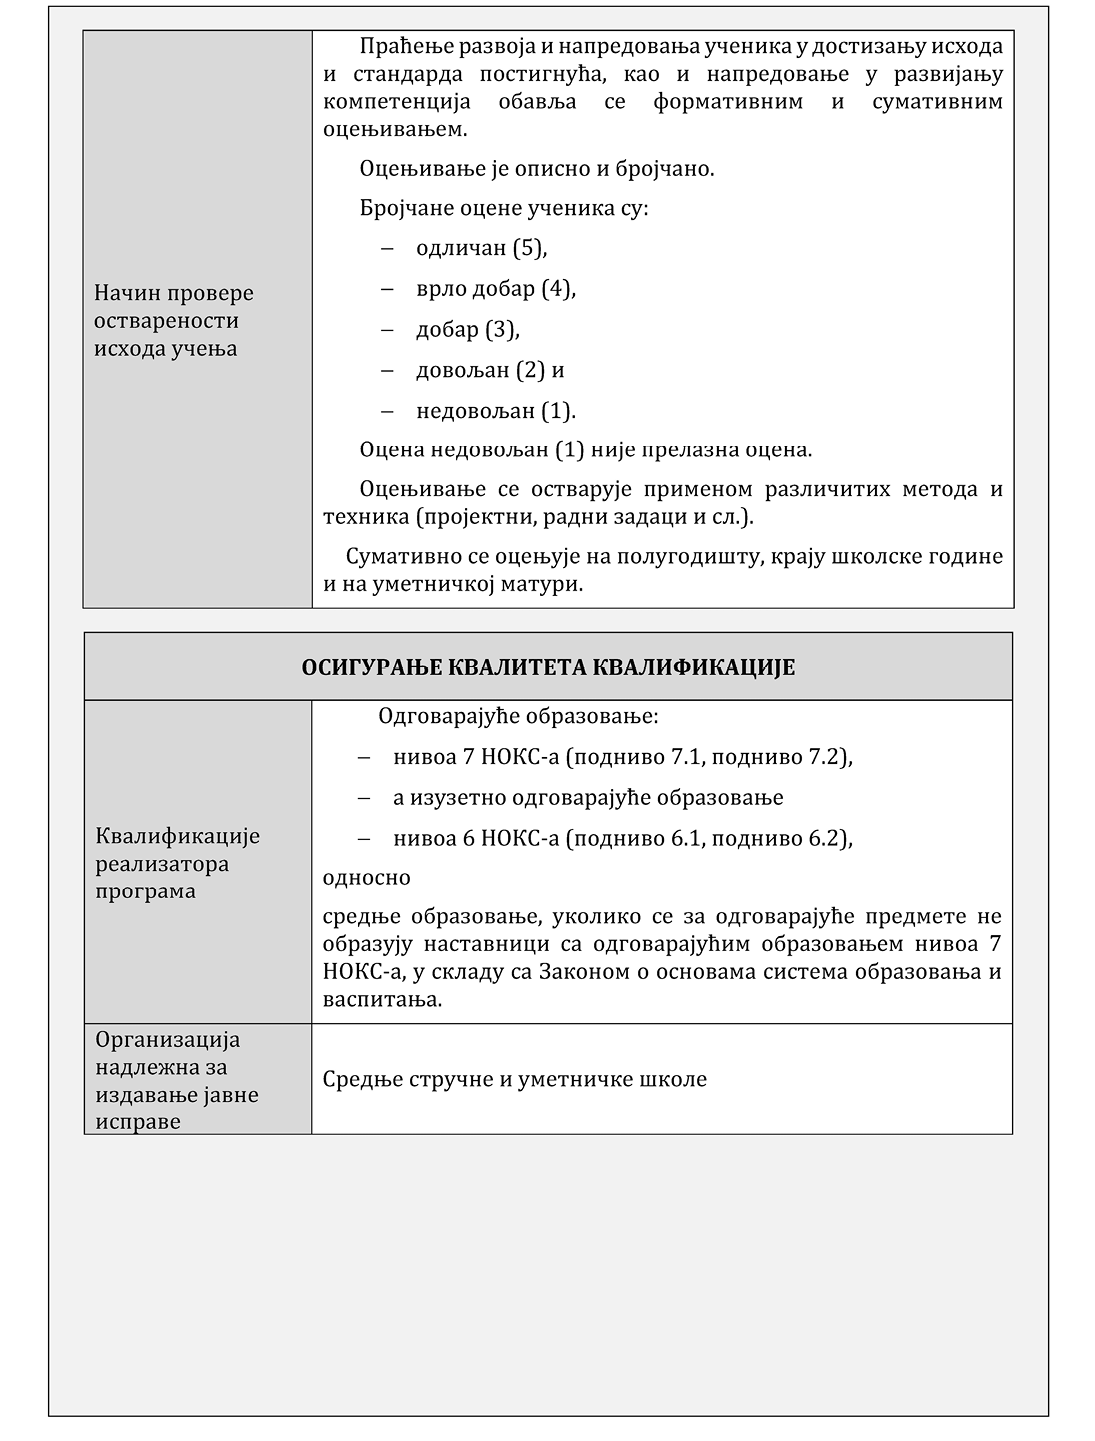 Начин провере
остварености
исхода учења
Праћење развоја и напредовања ученика у достизању исхода
и стандарда постигнућа, као и напредовање у развијању
компетенција обавља се формативним и сумативним
оцењивањем.
Оцењивање је описно и бројчано.
Бројчане оцене ученика су:
– одличан (5),
– врло добар (4),
– добар (3),
– довољан (2) и
– недовољан (1).
Оцена недовољан (1) није прелазна оцена.
Оцењивање се остварује применом различитих метода и
техника (пројектни, радни задаци и сл.).
Сумативно се оцењује на полугодишту, крају школске године
и на уметничкој матури.
ОСИГУРАЊЕ КВАЛИТЕТА КВАЛИФИКАЦИЈЕ
Квалификације
реализатора
програма
Одговарајуће образовање:
– нивоа 7 НОКС-а (подниво 7.1, подниво 7.2),
– а изузетно одговарајуће образовање
– нивоа 6 НОКС-а (подниво 6.1, подниво 6.2),
односно
средње образовање, уколико се за одговарајуће предмете не
образују наставници са одговарајућим образовањем нивоа 7
НОКС-а, у складу са Законом о основама система образовања и
васпитања.
Организација
надлежна за
издавање јавне
исправе
Средње стручне и уметничке школе